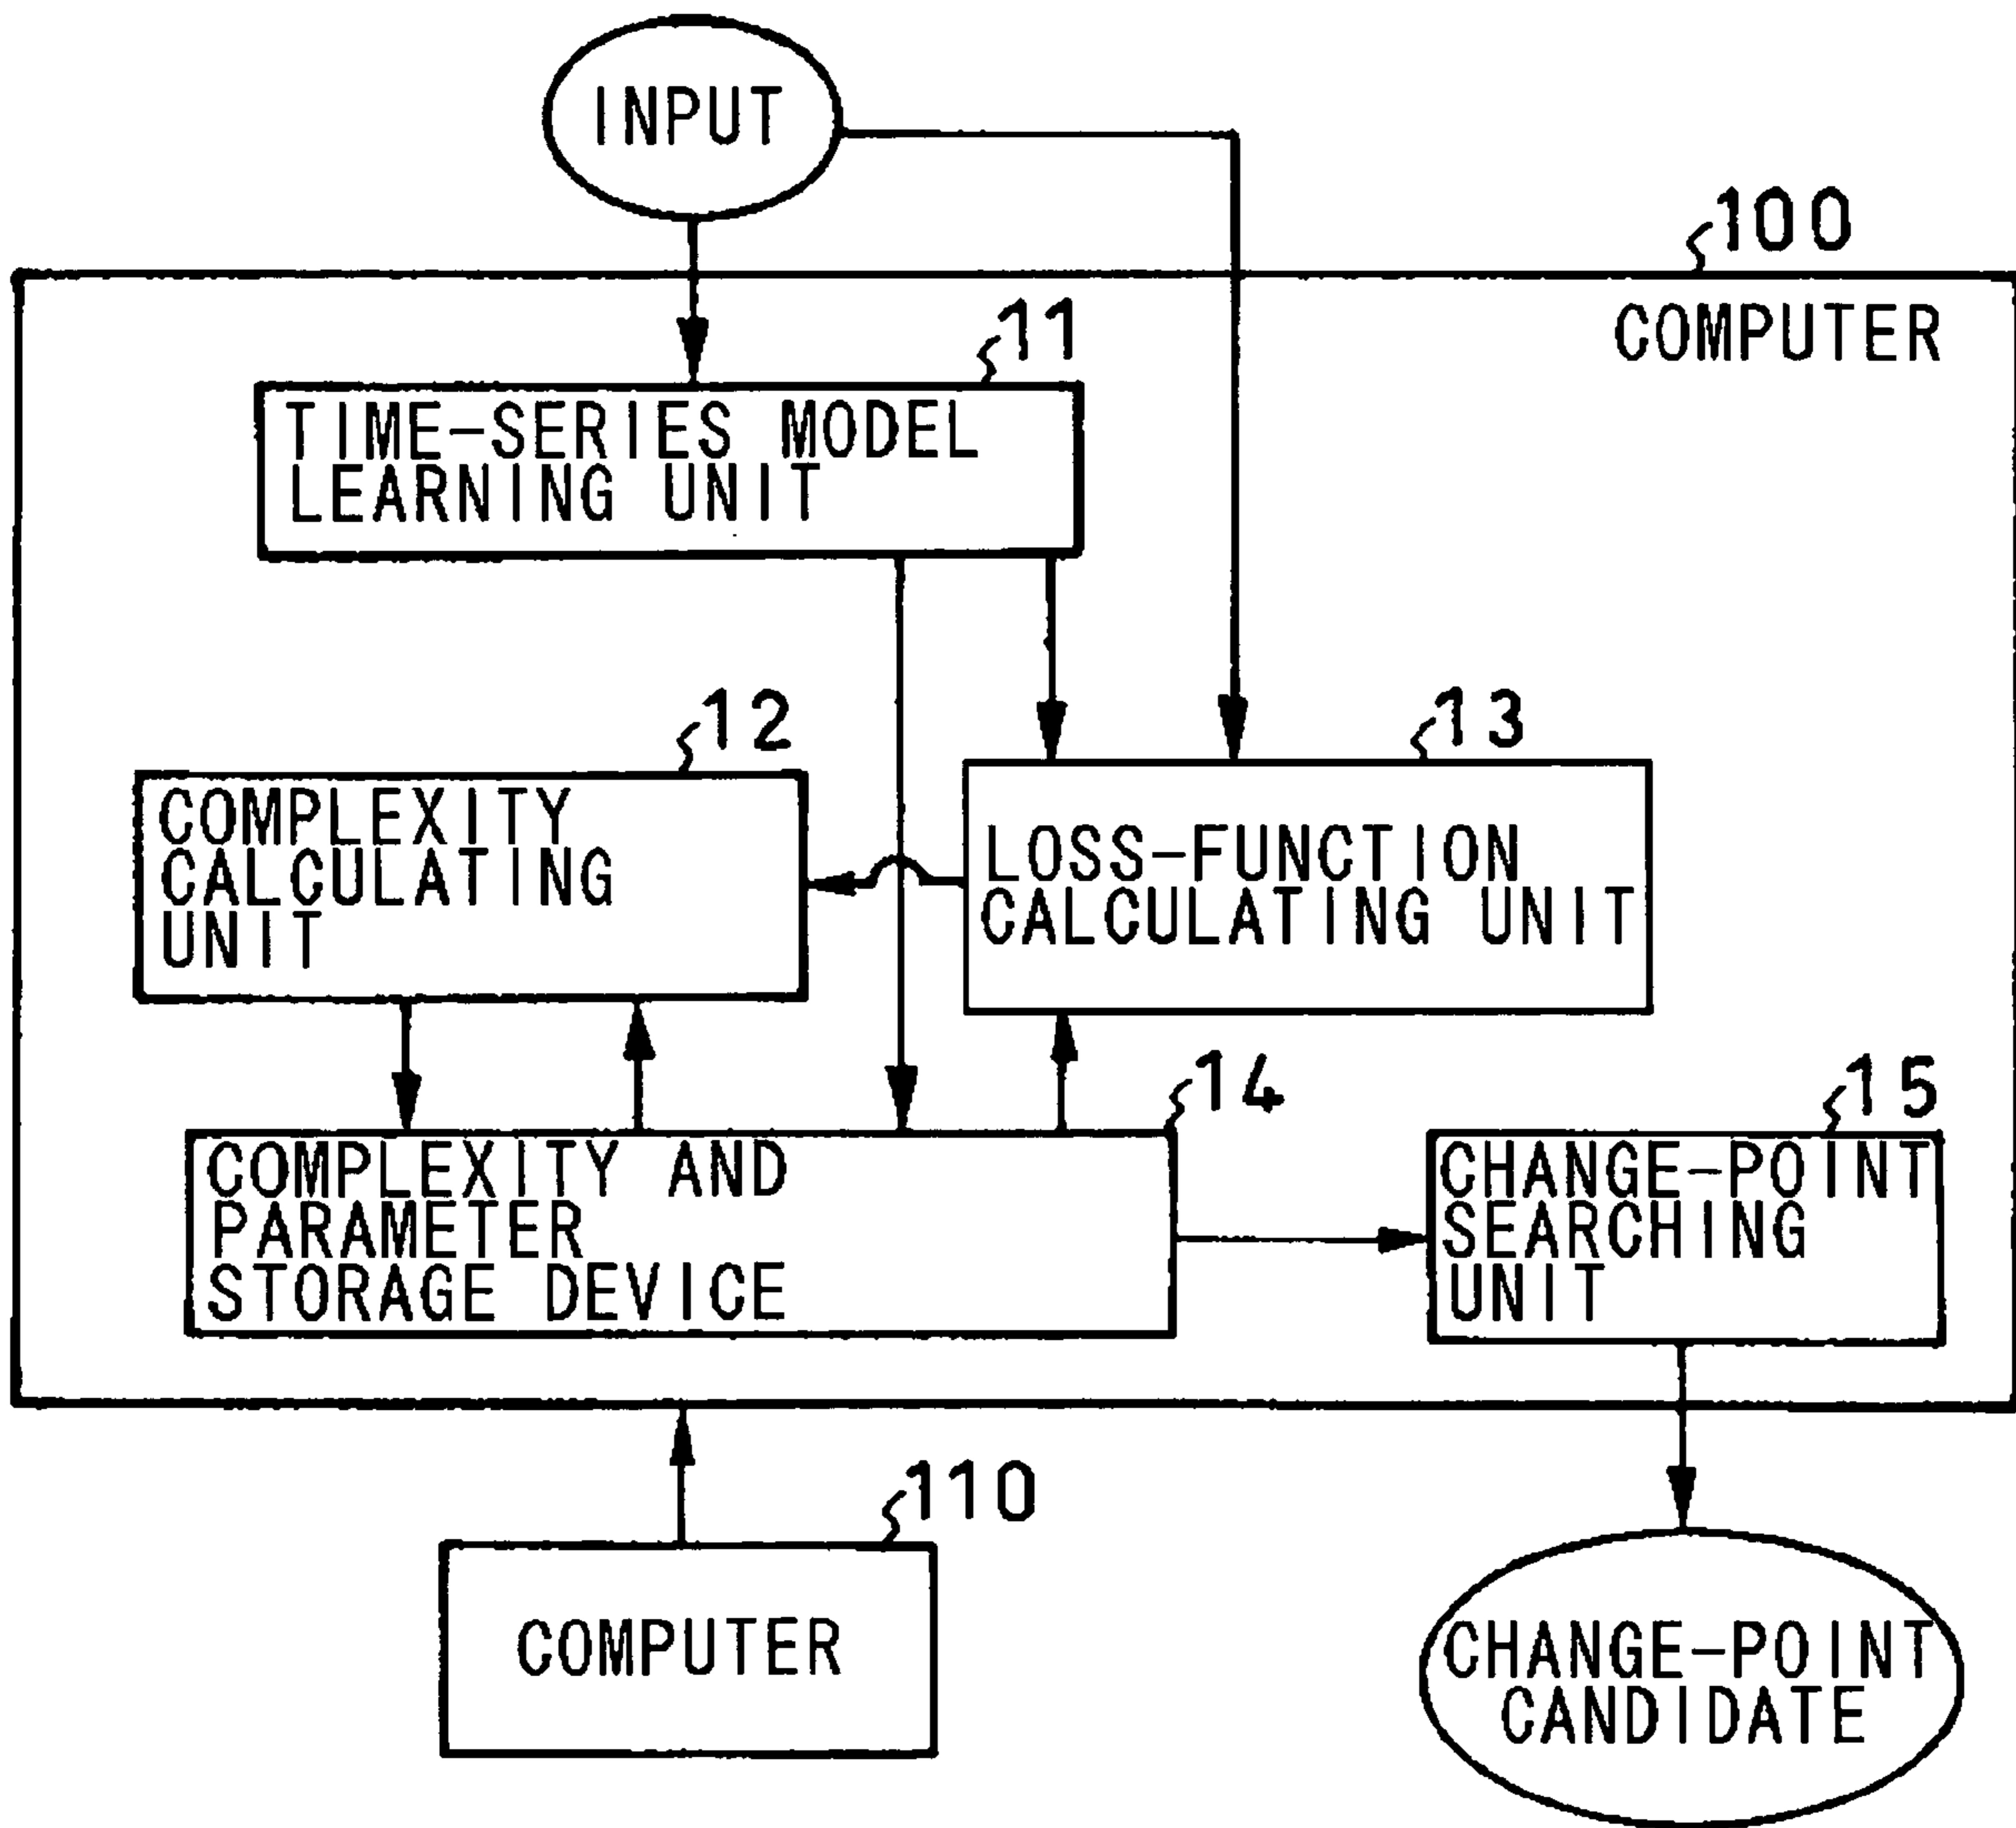 INPUT
100
COMPUTER
11
TIME-SERIES MODEL
LEARNING UNIT
12
COMPLEXITY
CALCULATING
UNIT
13
LOSS-FUNCTION
CALCULATING UNIT
14
COMPLEXITY AND
PARAMETER
STORAGE DEVICE
15
CHANGE-POINT
SEARCHING
UNIT
110
COMPUTER
CHANGE-POINT
CANDIDATE